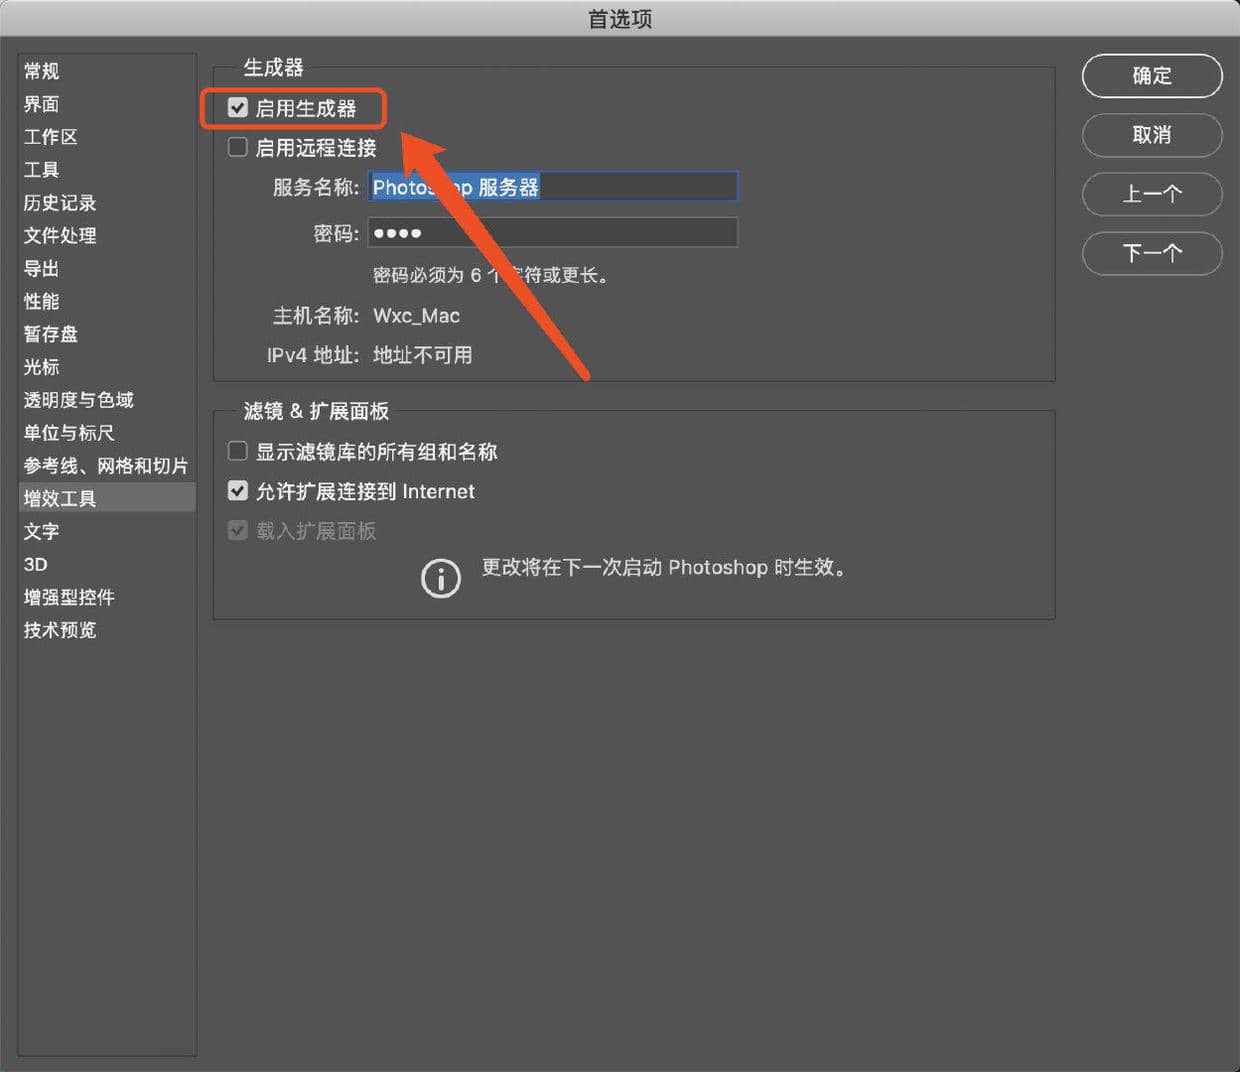 首选项
常规
界面
工作区
工具
历史记录
文件处理
导出
性能
暂存盘
光标
透明度与色域
单位与标尺
参考线、网格和切片
增效工具
文字
3D
增强型控件
技术预览
生成器
启用生成器
启用远程连接
服务名称: Photoshop 服务器
密码: ●●●●
密码必须为 6 个字符或更长。
主机名称: Wxc_Mac
IPv4 地址: 地址不可用
滤镜 & 扩展面板
显示滤镜库的所有组和名称
允许扩展连接到 Internet
载入扩展面板
更改将在下一次启动 Photoshop 时生效。
确定
取消
上一个
下一个